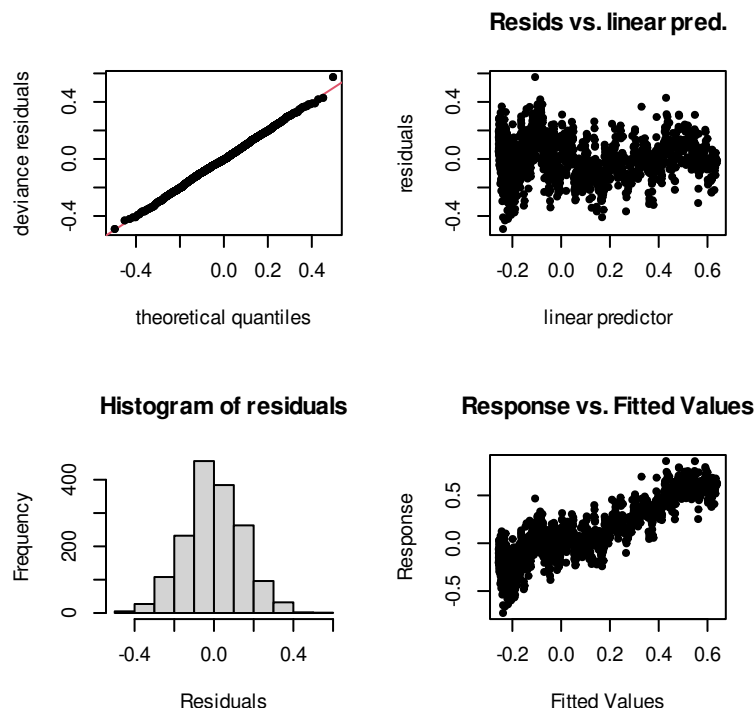 deviance residuals
0.4
0.0
-0.4
-0.4
0.0
0.2
0.4
theoretical quantiles
Resids vs. linear pred.
residuals
0.4
0.0
-0.4
-0.2
0.0
0.2
0.4
0.6
linear predictor
Histogram of residuals
Frequency
400
200
0
-0.4
0.0
0.4
Residuals
Response vs. Fitted Values
Response
0.5
0.0
-0.5
-0.2
0.0
0.2
0.4
0.6
Fitted Values